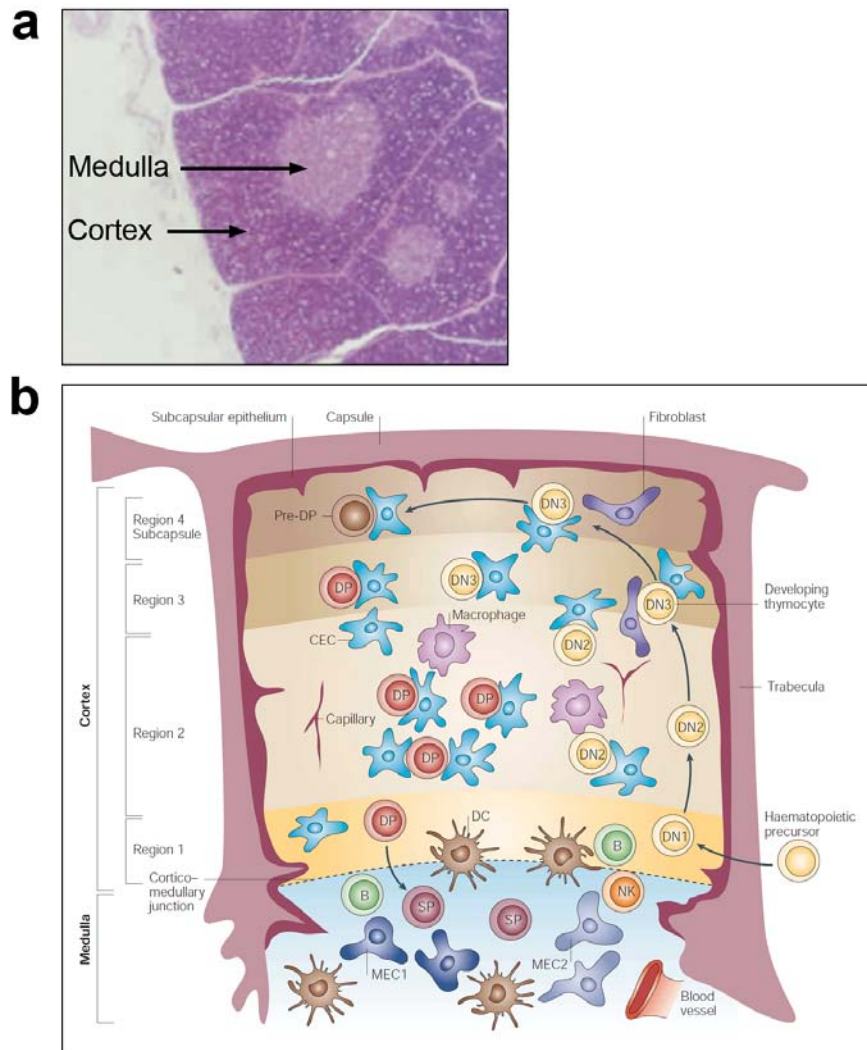 a
Medulla
Cortex
b
Subcapsular epithelium
Capsule
Fibroblast
Cortex
Region 4
Subcapsule
Pre-DP
DN3
Region 3
DP
DN3
DN3
Developing
thymocyte
CEC
Macrophage
DN2
Region 2
DP
DP
Capillary
DP
DN2
DN2
Trabecula
Region 1
DP
DC
B
DN1
Haematopoietic
precursor
Cortico-
medullary
junction
Medulla
B
SP
SP
NK
MEC1
MEC2
Blood
vessel